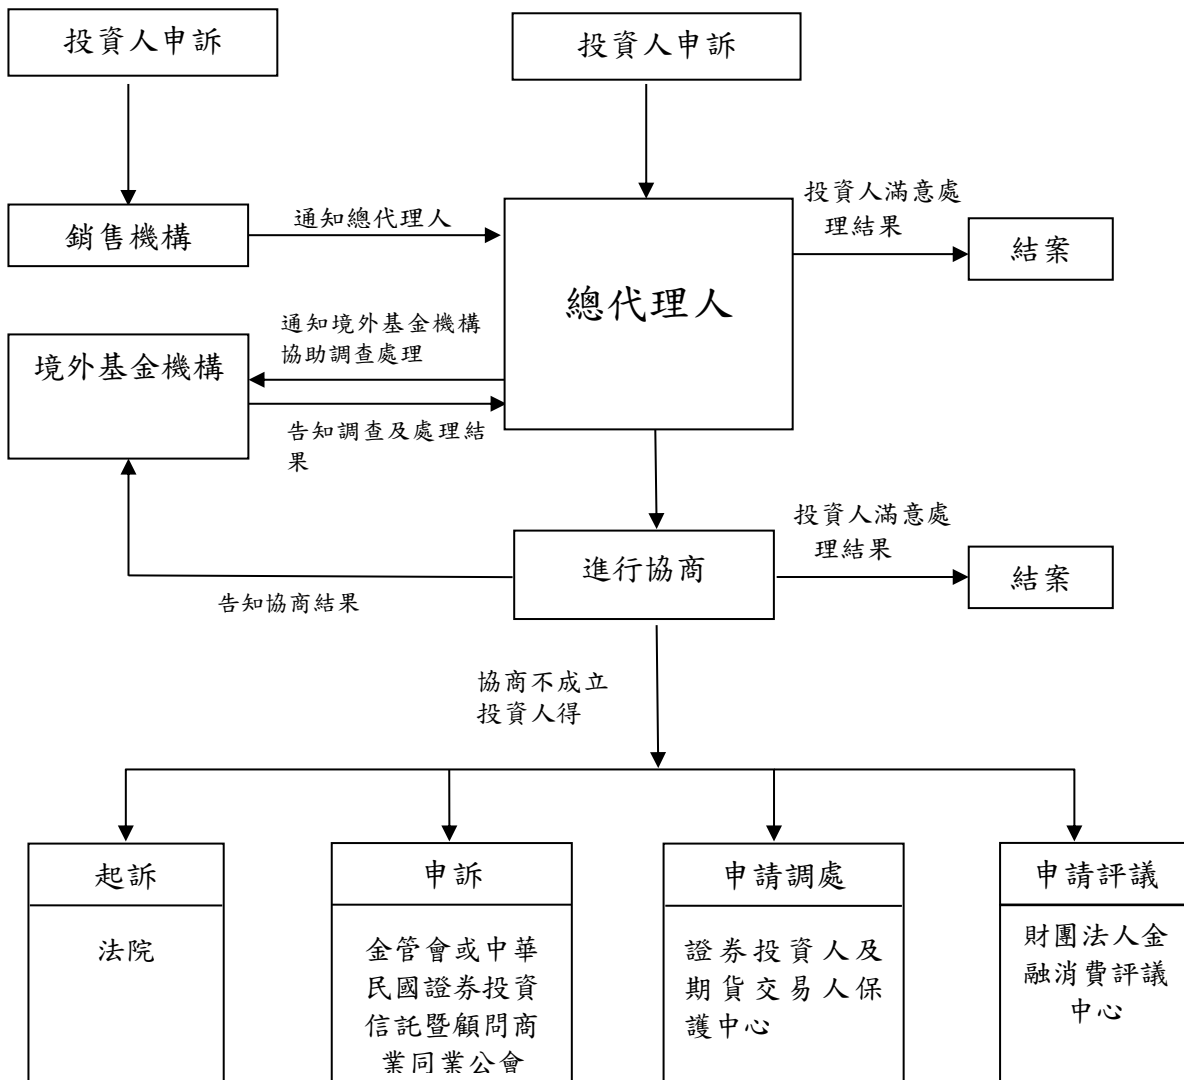 投資人申訴
投資人申訴
投資人滿意處
理結果
銷售機構
通知總代理人
結案
總代理人
通知境外基金機構
協助調查處理
境外基金機構
告知調查及處理結
果
投資人滿意處
理結果
進行協商
結案
告知協商結果
協商不成立
投資人得
起訴
申訴
申請調處
申請評議
法院
金管會或中華
民國證券投資
信託暨顧問商
業同業公會
證券投資人及
期貨交易人保
護中心
財團法人金
融消費評議
中心